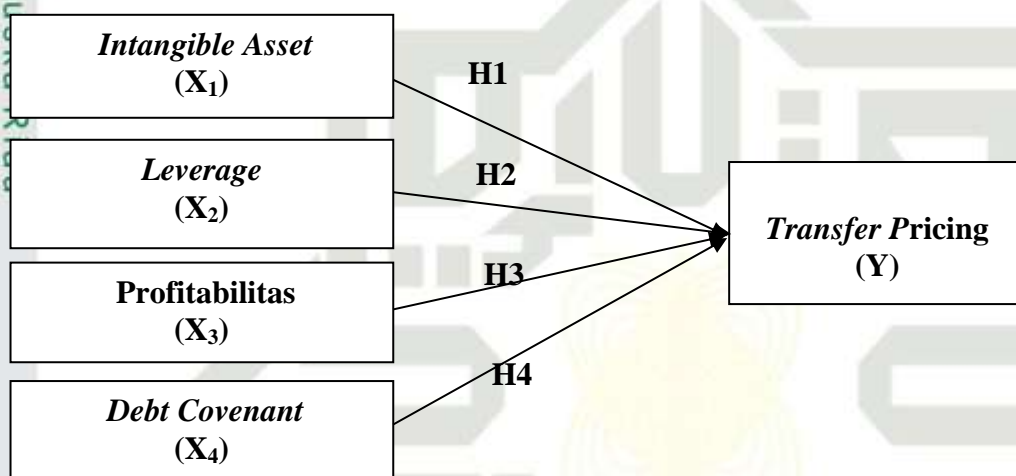 Intangible Asset
(X₁)
H1
Leverage
(X₂)
H2
Transfer Pricing
(Y)
Profitabilitas
(X₃)
H3
Debt Covenant
(X₄)
H4